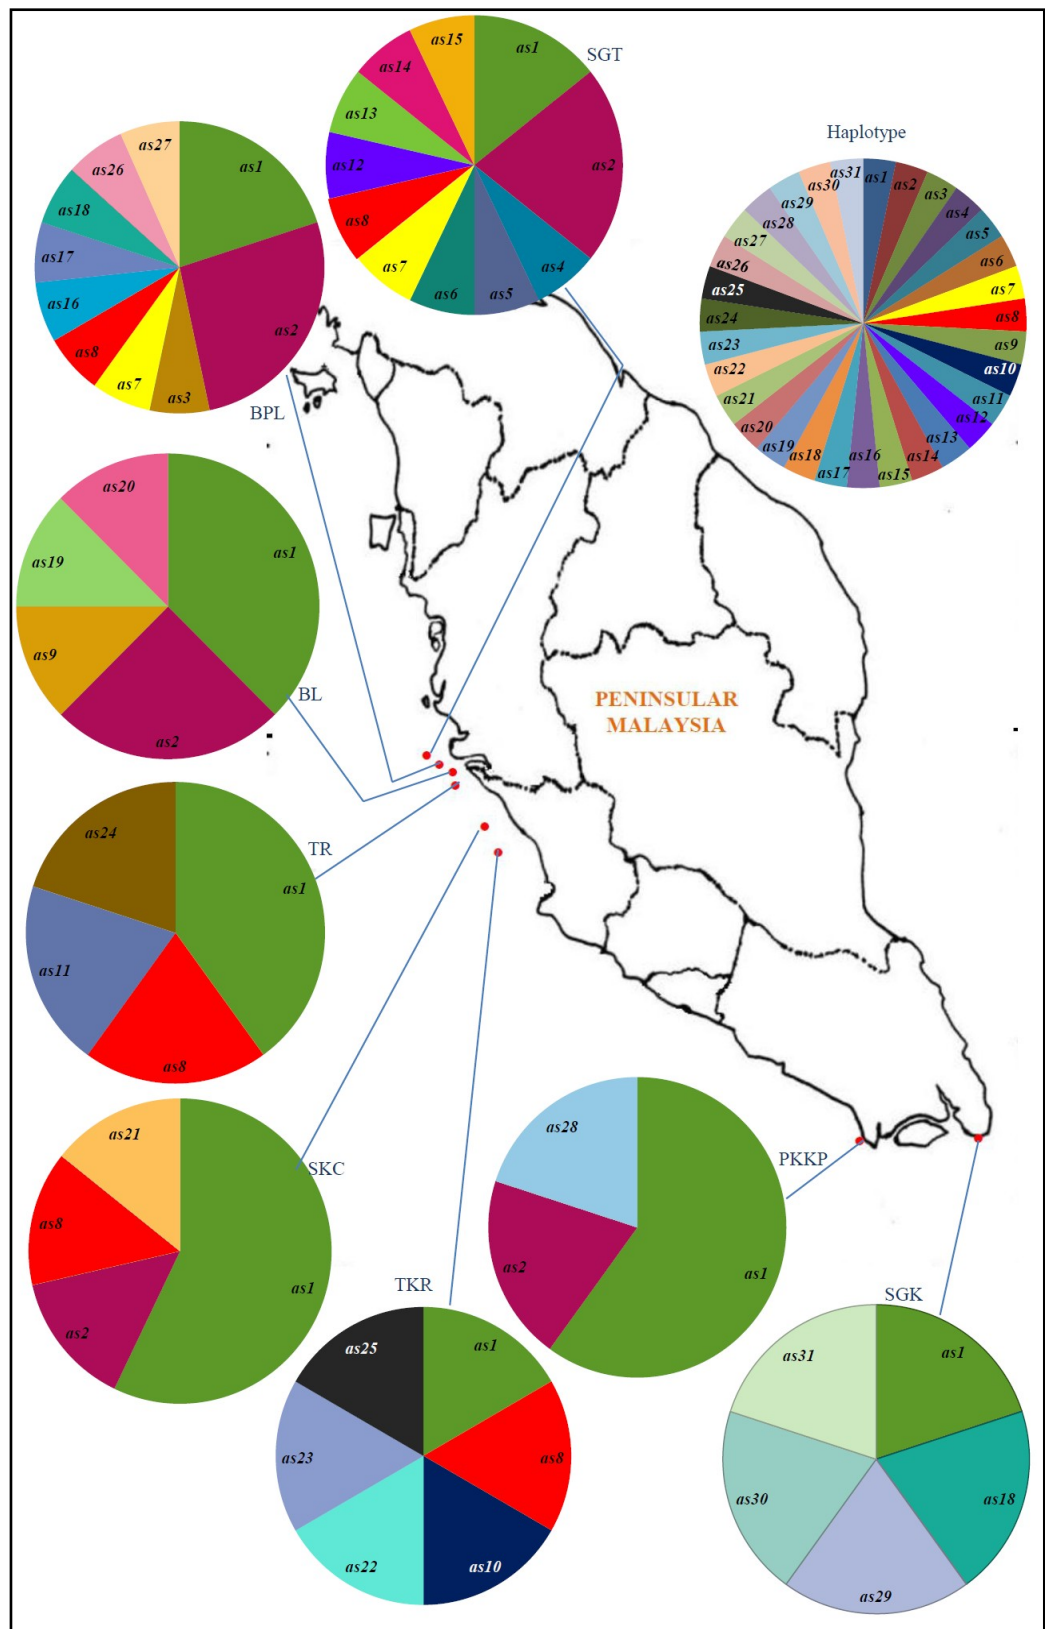 as15
as1
SGT
as14
as13
as2
as12
as8
as7
as6
as5
as4
Haplotype
as31
as1
as30
as2
as29
as3
as28
as4
as27
as5
as26
as6
as25
as7
as24
as8
as23
as9
as22
as10
as21
as11
as20
as12
as19
as13
as18
as14
as17
as16
as15
as27
as1
as26
as18
as17
as2
as16
as8
as7
as3
BPL
as20
as1
as19
as9
as2
BL
PENINSULAR
MALAYSIA
as24
TR
as1
as11
as8
as21
SKC
as8
as1
as2
as28
PKKP
as2
as1
TKR
as25
as1
as23
as8
as22
as10
SGK
as31
as1
as30
as18
as29